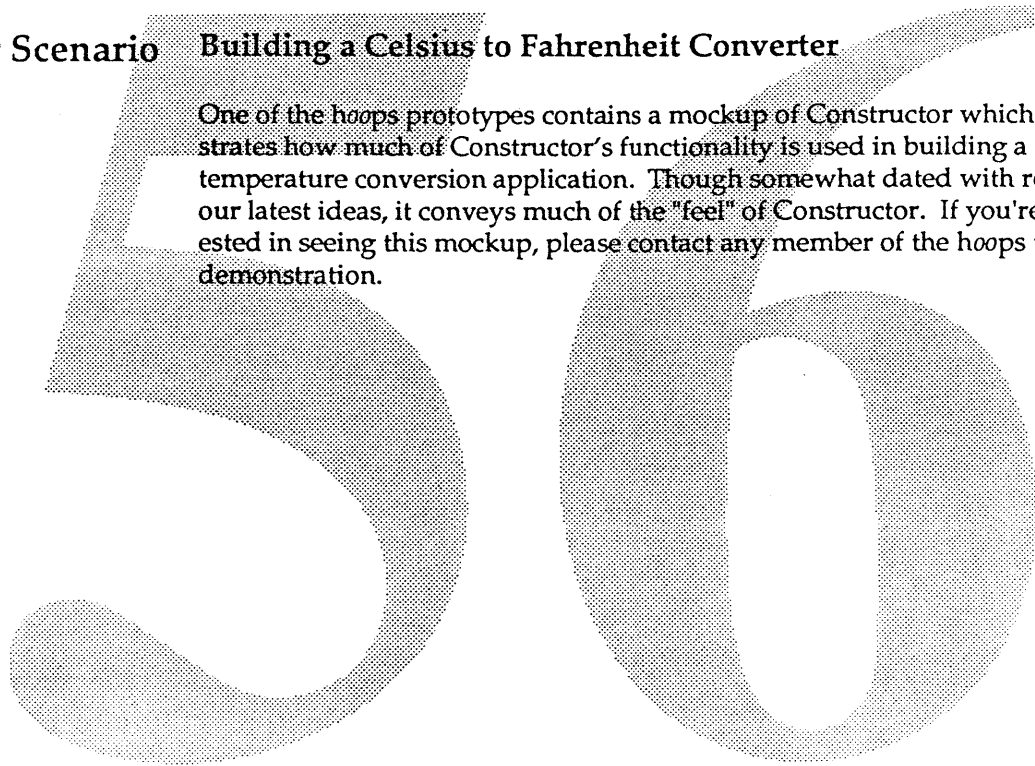 Scenario Building a Celsius to Fahrenheit Converter
One of the hoops prototypes contains a mockup of Constructor which
strates how much of Constructor's functionality is used in building a
temperature conversion application. Though somewhat dated with
our latest ideas, it conveys much of the "feel" of Constructor. If you're
ested in seeing this mockup, please contact any member of the hoops
demonstration.
56